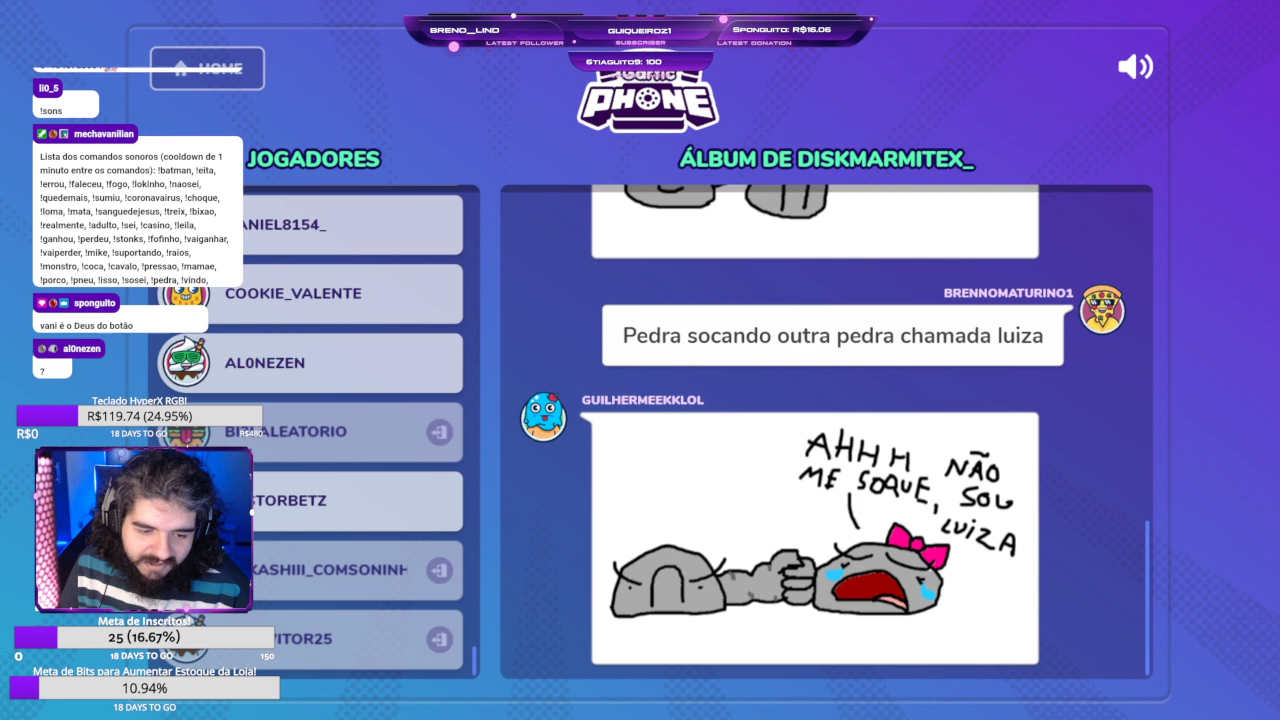 BRENO__LIND
LATEST FOLLOWER
GUIQUEIROZ1
SUBSCRIBER
SPONGUITO: R$16.06
LATEST DONATION
6TIAGUITO9: 100
HOME
GARTIC
PHONE
li0_5
!sons
mechavanilian
Lista dos comandos sonoros (cooldown de 1
minuto entre os comandos): !batman, !eita,
!errou, !faleceu, !fogo, !lokinho, !naosei,
!quedemais, !sumiu, !coronavairus, !choque,
!loma, !mata, !sanguedejesus, !treix, !bixao,
!realmente, !adulto, !sei, !casino, !leila,
!ganhou, !perdeu, !stonks, !fofinho, !vaiganhar,
!vaiperder, !mike, !suportando, !raios,
!monstro, !coca, !cavalo, !pressao, !mamae,
!porco, !pneu, !isso, !sosei, !pedra, !vindo,
sponguito
vani é o Deus do botão
al0nezen
?
JOGADORES
ANIEL8154_
COOKIE_VALENTE
AL0NEZEN
ALEATORIO
TORBETZ
KASHIII_COMSONINH
VITOR25
Teclado HyperX RGB!
R$119.74 (24.95%)
R$0
18 DAYS TO GO
R$480
Meta de Inscritos!
25 (16.67%)
0
18 DAYS TO GO
150
Meta de Bits para Aumentar Estoque da Loja!
10.94%
18 DAYS TO GO
ÁLBUM DE DISKMARMITEX_
BRENNOMATURINO1
Pedra socando outra pedra chamada luiza
GUILHERMEEKKLOL
AHHH NÃO
ME SOQUE, SOU
LUIZA